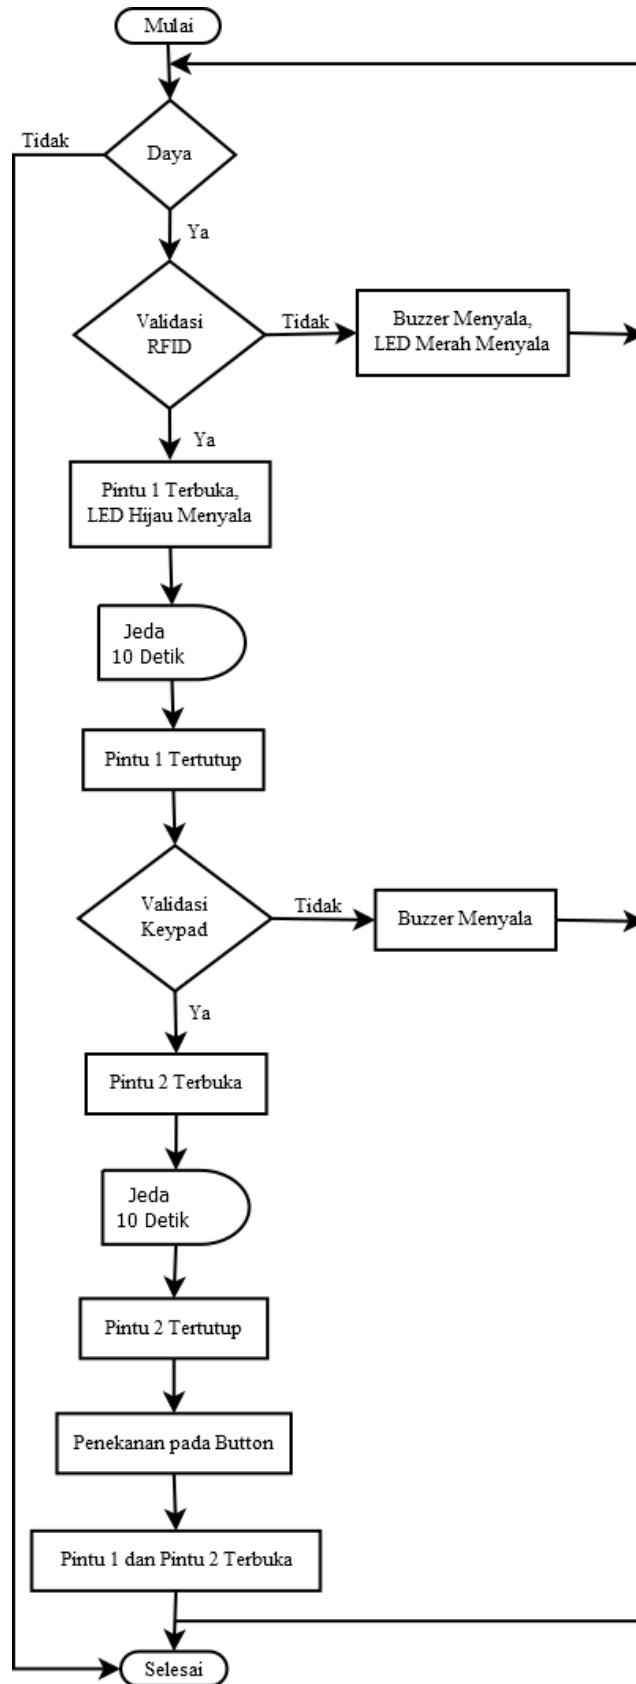 Mulai
Tidak
Daya
Ya
Validasi
RFID
Tidak
Buzzer Menyala,
LED Merah Menyala
Ya
Pintu 1 Terbuka,
LED Hijau Menyala
Jeda
10 Detik
Pintu 1 Tertutup
Validasi
Keypad
Tidak
Buzzer Menyala
Ya
Pintu 2 Terbuka
Jeda
10 Detik
Pintu 2 Tertutup
Penekanan pada Button
Pintu 1 dan Pintu 2 Terbuka
Selesai